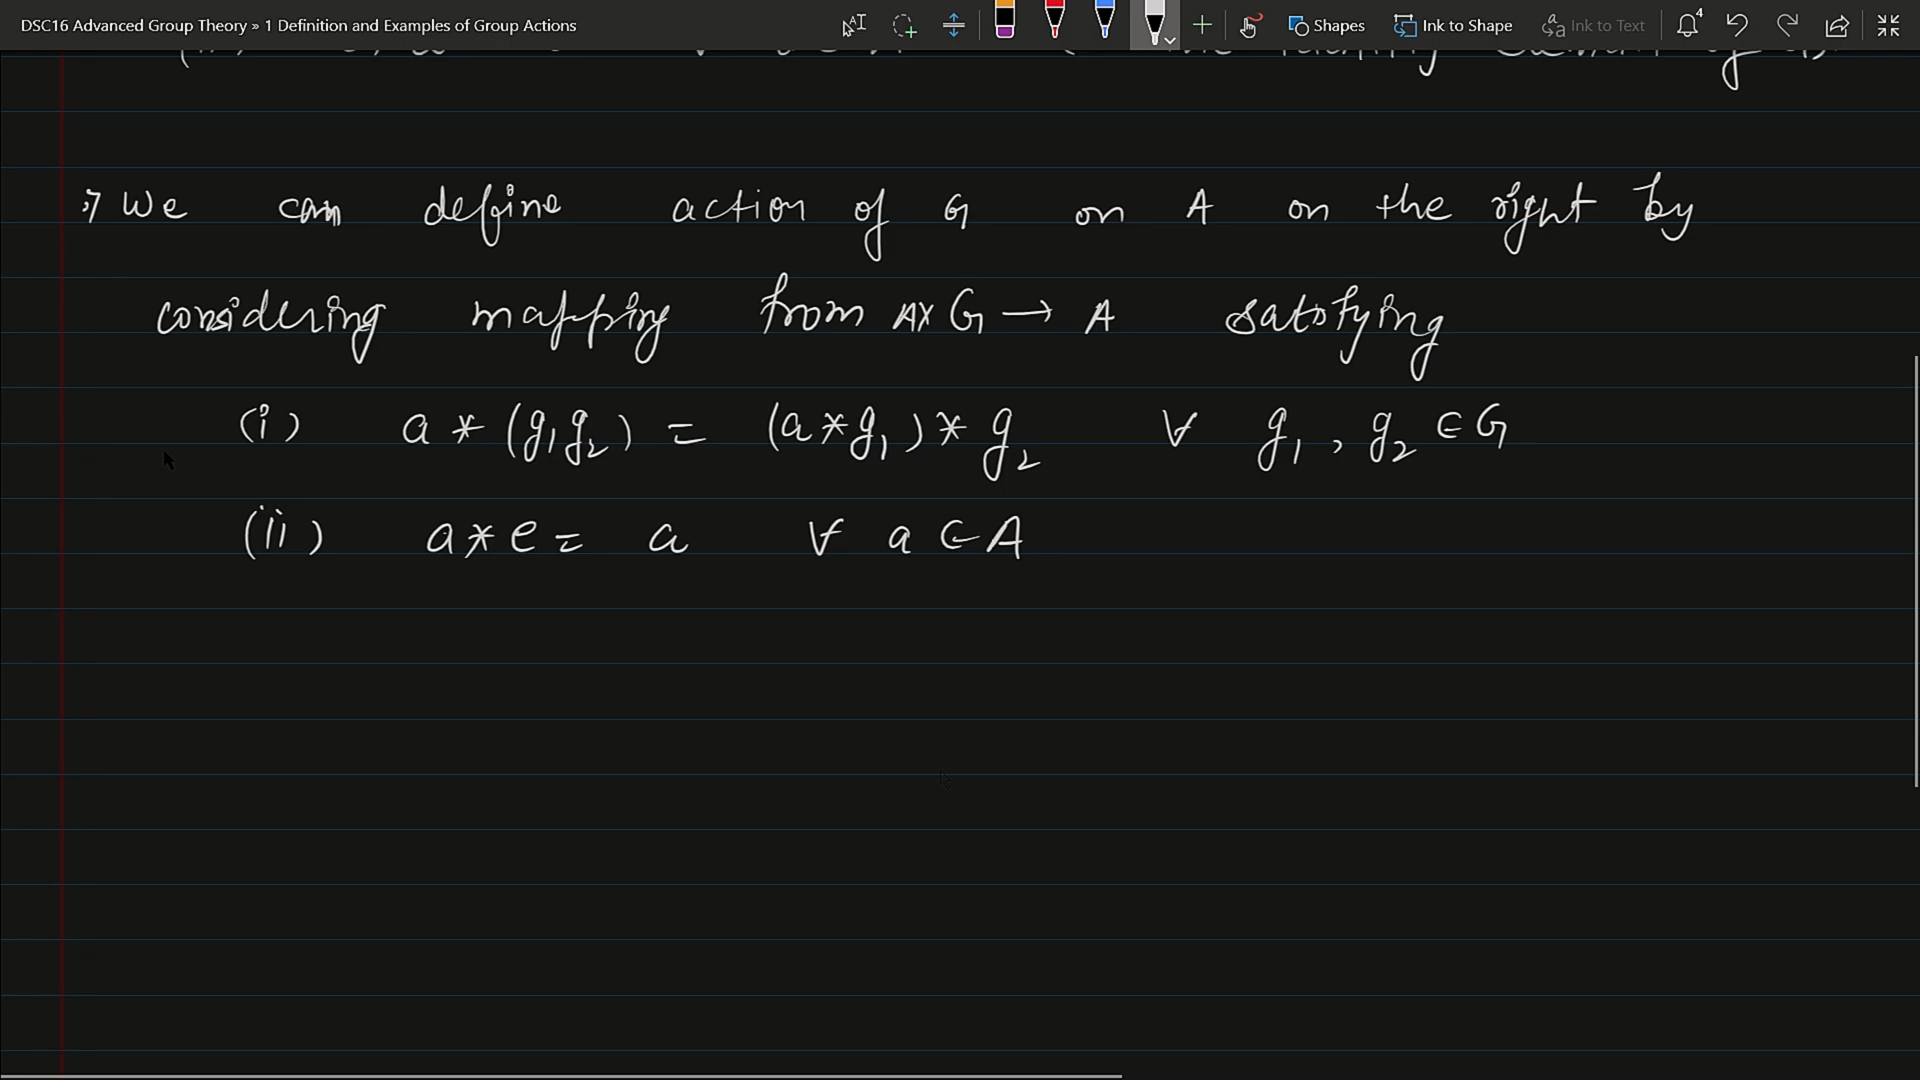 DSC16 Advanced Group Theory » 1 Definition and Examples of Group Actions
Shapes Ink to Shape Ink to Text 4
:7 We can define action of G on A on the right by
considering mapping from A×G → A satisfying
(i) a * (g₁g₂) = (a * g₁) * g₂ ∀ g₁, g₂ ∈ G
(ii) a * e = a ∀ a ∈ A